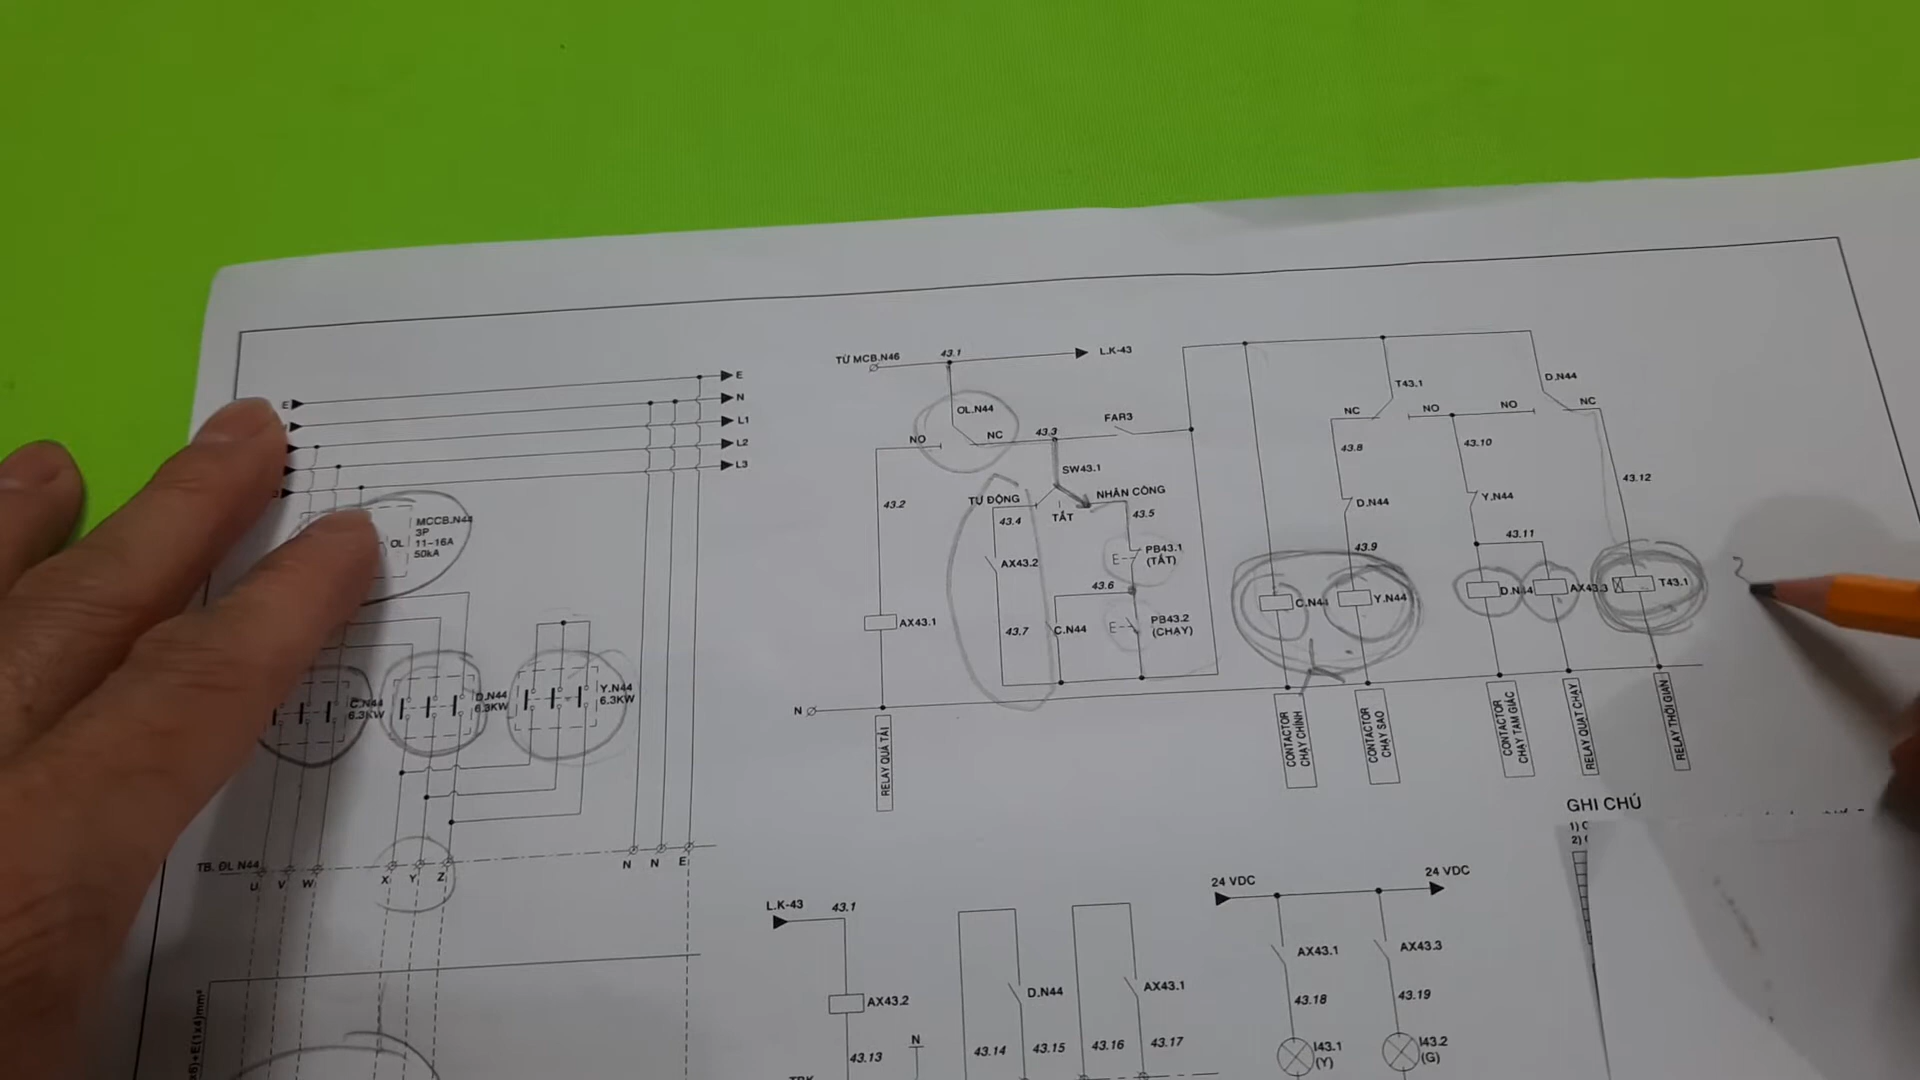 E
E
N
L1
L2
L3
MCCB.N44
3P
OL
11-16A
50kA
C.N44
6.3KW
D.N44
6.3KW
Y.N44
6.3KW
TB. ĐL N44
U
V
W
X
Y
Z
N
N
E
TỪ MCB.N46
43.1
L.K-43
OL.N44
NO
NC
43.3
FAR3
43.2
SW43.1
TỰ ĐỘNG
NHÂN CÔNG
TẮT
43.4
43.5
AX43.2
E
PB43.1
(TẮT)
43.6
43.7
C.N44
E
PB43.2
(CHẠY)
AX43.1
N
RELAY QUÁ TẢI
T43.1
D.N44
NC
NO
NO
NC
43.8
43.10
43.12
D.N44
Y.N44
43.9
43.11
C.N44
Y.N44
D.N44
AX43.3
T43.1
CONTACTOR
CHẠY CHÍNH
CONTACTOR
CHẠY SAO
CONTACTOR
CHẠY TAM GIÁC
RELAY QUẠT CHẠY
RELAY THỜI GIAN
GHI CHÚ
1)
2)
L.K-43
43.1
AX43.2
43.13
N
D.N44
43.14
43.15
AX43.1
43.16
43.17
24 VDC
24 VDC
AX43.1
AX43.3
43.18
43.19
I43.1
(Y)
I43.2
(G)
+E(1x4)mm²